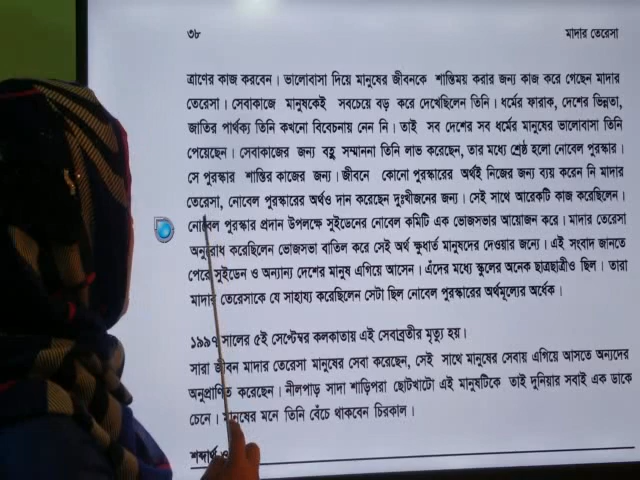 ৩৮ মাদার তেরেসা
ত্রাণের কাজ করবেন। ভালোবাসা দিয়ে মানুষের জীবনকে শান্তিময় করার জন্য কাজ করে গেছেন মাদার
তেরেসা। সেবাকাজে মানুষকেই সবচেয়ে বড় করে দেখেছিলেন তিনি। ধর্মের ফারাক, দেশের ভিন্নতা,
জাতির পার্থক্য তিনি কখনো বিবেচনায় নেন নি। তাই সব দেশের সব ধর্মের মানুষের ভালোবাসা তিনি
পেয়েছেন। সেবাকাজের জন্য বহু সম্মাননা তিনি লাভ করেছেন, তার মধ্যে শ্রেষ্ঠ হলো নোবেল পুরস্কার।
সে পুরস্কার শান্তির কাজের জন্য। জীবনে কোনো পুরস্কারের অর্থই নিজের জন্য ব্যয় করেন নি মাদার
তেরেসা, নোবেল পুরস্কারের অর্থও দান করেছেন দুঃখীজনের জন্য। সেই সাথে আরেকটি কাজ করেছিলেন।
নোবেল পুরস্কার প্রদান উপলক্ষে সুইডেনের নোবেল কমিটি এক ভোজসভার আয়োজন করে। মাদার তেরেসা
অনুরোধ করেছিলেন ভোজসভা বাতিল করে সেই অর্থ ক্ষুধার্ত মানুষদের দেওয়ার জন্যে। এই সংবাদ জানতে
পেরে সুইডেন ও অন্যান্য দেশের মানুষ এগিয়ে আসেন। এঁদের মধ্যে স্কুলের অনেক ছাত্রছাত্রীও ছিল। তারা
মাদার তেরেসাকে যে সাহায্য করেছিলেন সেটা ছিল নোবেল পুরস্কারের অর্থমূল্যের অর্ধেক।
১৯৯৭ সালের ৫ই সেপ্টেম্বর কলকাতায় এই সেবাব্রতীর মৃত্যু হয়।
সারা জীবন মাদার তেরেসা মানুষের সেবা করেছেন, সেই সাথে মানুষের সেবায় এগিয়ে আসতে অন্যদের
অনুপ্রাণিত করেছেন। নীলপাড় সাদা শাড়িপরা ছোটখাটো এই মানুষটিকে তাই দুনিয়ার সবাই এক ডাকে
চেনে। মানুষের মনে তিনি বেঁচে থাকবেন চিরকাল।
শব্দার্থ ও